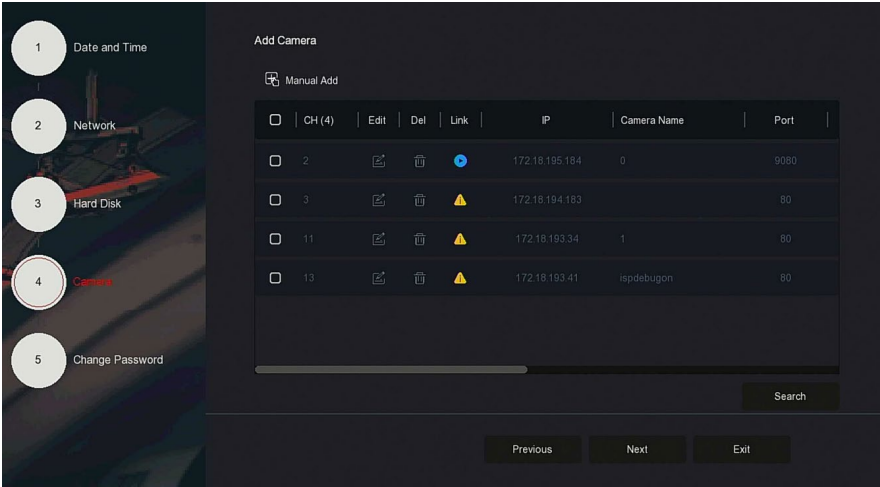 1 Date and Time
2 Network
3 Hard Disk
4 Camera
5 Change Password
Add Camera
Manual Add
CH (4) Edit Del Link IP Camera Name Port
2 172.18.195.184 0 9080
3 172.18.194.183 80
11 172.18.193.34 1 80
13 172.18.193.41 ispdebugon 80
Search
Previous Next Exit